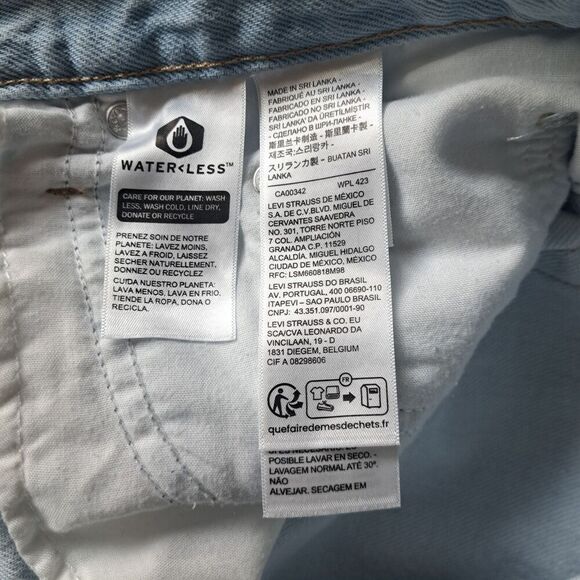 WATER<LESS™
CARE FOR OUR PLANET: WASH
LESS, WASH COLD, LINE DRY,
DONATE OR RECYCLE
PRENEZ SOIN DE NOTRE
PLANETE: LAVEZ MOINS,
LAVEZ A FROID, LAISSEZ
SECHER NATURELLEMENT.
DONNEZ OU RECYCLEZ
CUIDA NUESTRO PLANETA:
LAVA MENOS, LAVA EN FRIO,
TIENDE LA ROPA, DONA O
RECICLA.
MADE IN SRI LANKA -
FABRIQUÉ AU SRI LANKA -
FABRICADO EN SRI LANKA -
FABRICADO NO SRI LANKA -
SRI LANKA' DA ÜRETİLMİŞTİR
- СДЕЛАНО В ШРИ-ЛАНКЕ -
斯里兰卡制造 - 斯里蘭卡製 -
제조국: 스리랑카 -
スリランカ製 - BUATAN SRI
LANKA
CA00342 WPL 423
LEVI STRAUSS DE MÉXICO
S.A. DE C.V.BLVD. MIGUEL DE
CERVANTES SAAVEDRA
NO. 301, TORRE NORTE PISO
7 COL. AMPLIACIÓN
GRANADA C.P. 11529
ALCALDÍA. MIGUEL HIDALGO
CIUDAD DE MÉXICO, MÉXICO
RFC: LSM660818M98
LEVI STRAUSS DO BRASIL
AV. PORTUGAL, 400 06690-110
ITAPEVI – SAO PAULO BRASIL
CNPJ: 43.351.097/0001-90
LEVI STRAUSS & CO. EU
SCA/CVA LEONARDO DA
VINCILAAN, 19 - D
1831 DIEGEM, BELGIUM
CIF A 08298606
FR
quefairedemesdechets.fr
POSIBLE LAVAR EN SECO. -
LAVAGEM NORMAL ATÉ 30°.
NÃO
ALVEJAR. SECAGEM EM